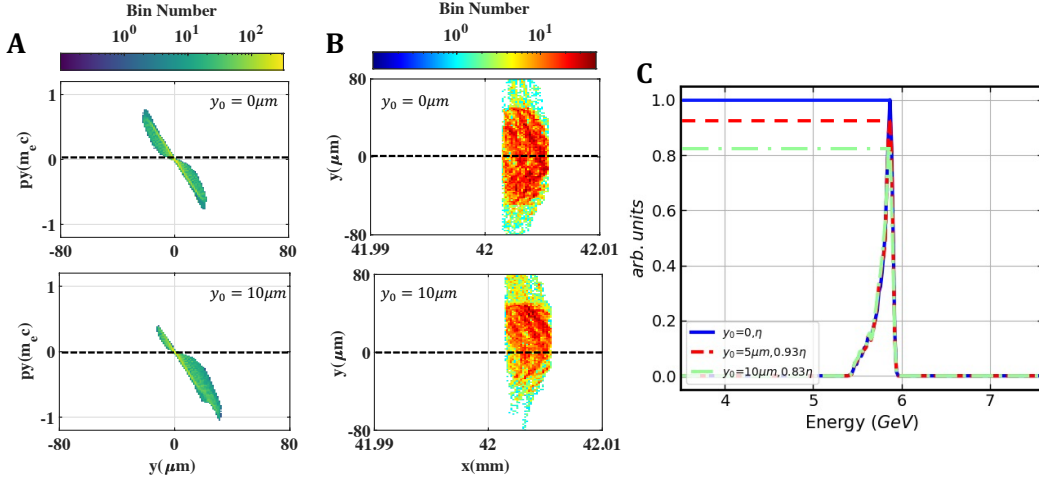 A
Bin Number
10^0 10^1 10^2
y_0 = 0μm
py(m_e c)
1
0
-1
-80 0 80
y_0 = 10μm
py(m_e c)
1
0
-1
-80 0 80
y(μm)
B
Bin Number
10^0 10^1
y_0 = 0μm
y(μm)
80
0
-80
41.99 42 42.01
y_0 = 10μm
y(μm)
80
0
-80
41.99 42 42.01
x(mm)
C
arb. units
1.0
0.8
0.6
0.4
0.2
0.0
y_0=0,η
y_0=5μm,0.93η
y_0=10μm,0.83η
4 5 6 7
Energy (GeV)